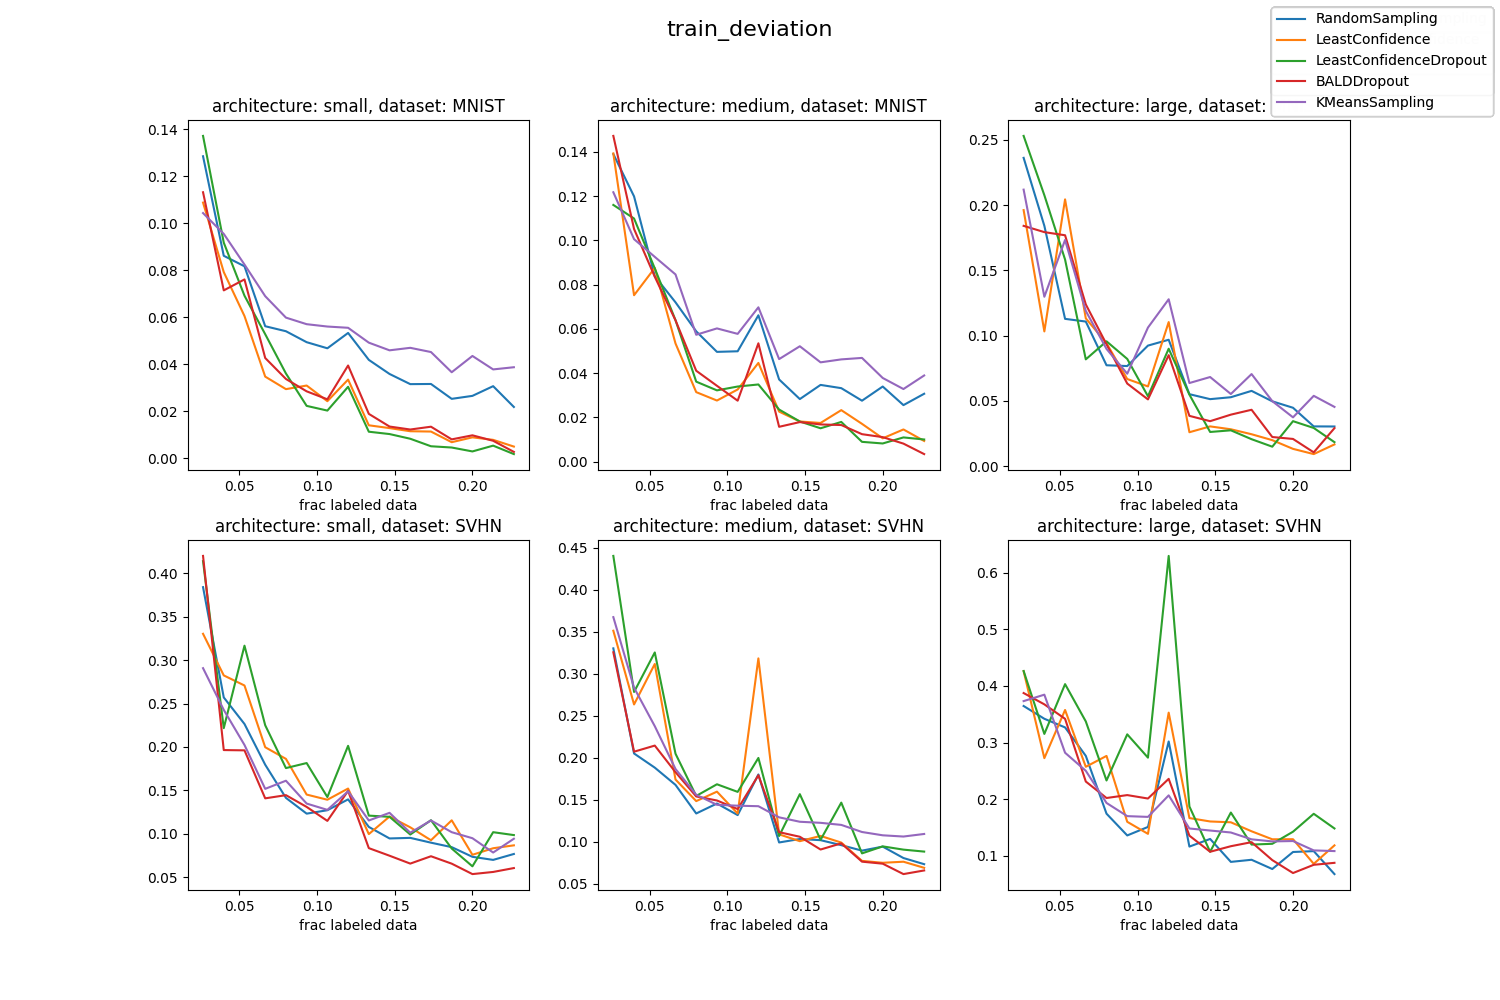 train_deviation
RandomSampling
LeastConfidence
LeastConfidenceDropout
BALDDropout
KMeansSampling
architecture: small, dataset: MNIST
0.14
0.12
0.10
0.08
0.06
0.04
0.02
0.00
0.05 0.10 0.15 0.20
frac labeled data
architecture: medium, dataset: MNIST
0.14
0.12
0.10
0.08
0.06
0.04
0.02
0.00
0.05 0.10 0.15 0.20
frac labeled data
architecture: large, dataset:
0.25
0.20
0.15
0.10
0.05
0.00
0.05 0.10 0.15 0.20
frac labeled data
architecture: small, dataset: SVHN
0.40
0.35
0.30
0.25
0.20
0.15
0.10
0.05
0.05 0.10 0.15 0.20
frac labeled data
architecture: medium, dataset: SVHN
0.45
0.40
0.35
0.30
0.25
0.20
0.15
0.10
0.05
0.05 0.10 0.15 0.20
frac labeled data
architecture: large, dataset: SVHN
0.6
0.5
0.4
0.3
0.2
0.1
0.05 0.10 0.15 0.20
frac labeled data